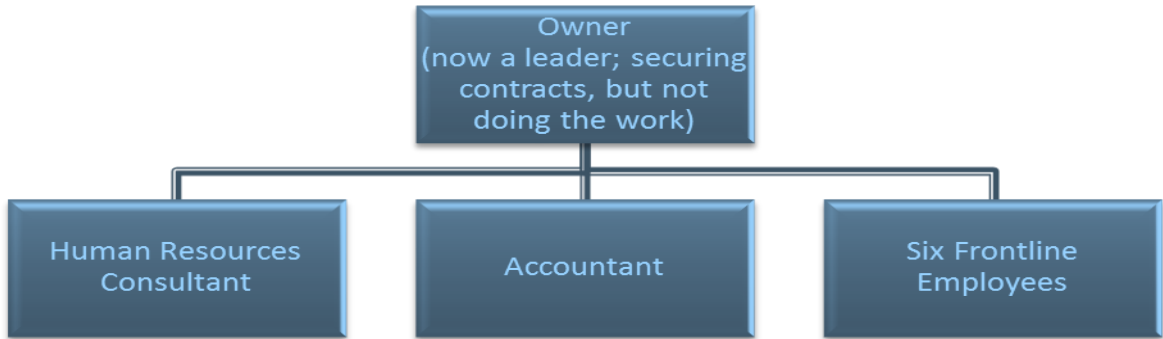 Owner
(now a leader; securing
contracts, but not
doing the work)
Human Resources
Consultant
Accountant
Six Frontline
Employees